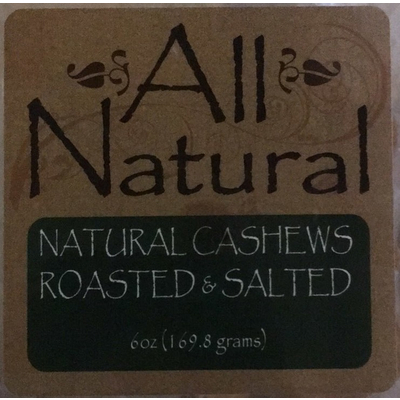 All
Natural
NATURAL CASHEWS
ROASTED & SALTED
6oz (169.8 grams)